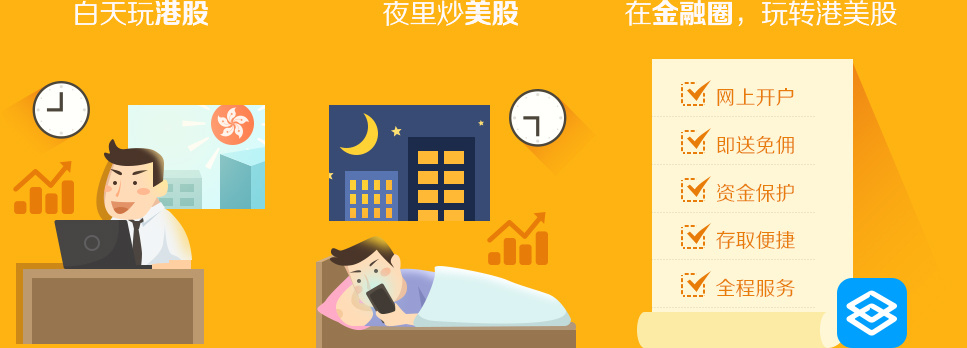 白天玩港股
夜里炒美股
在金融圈，玩转港美股
网上开户
即送免佣
资金保护
存取便捷
全程服务